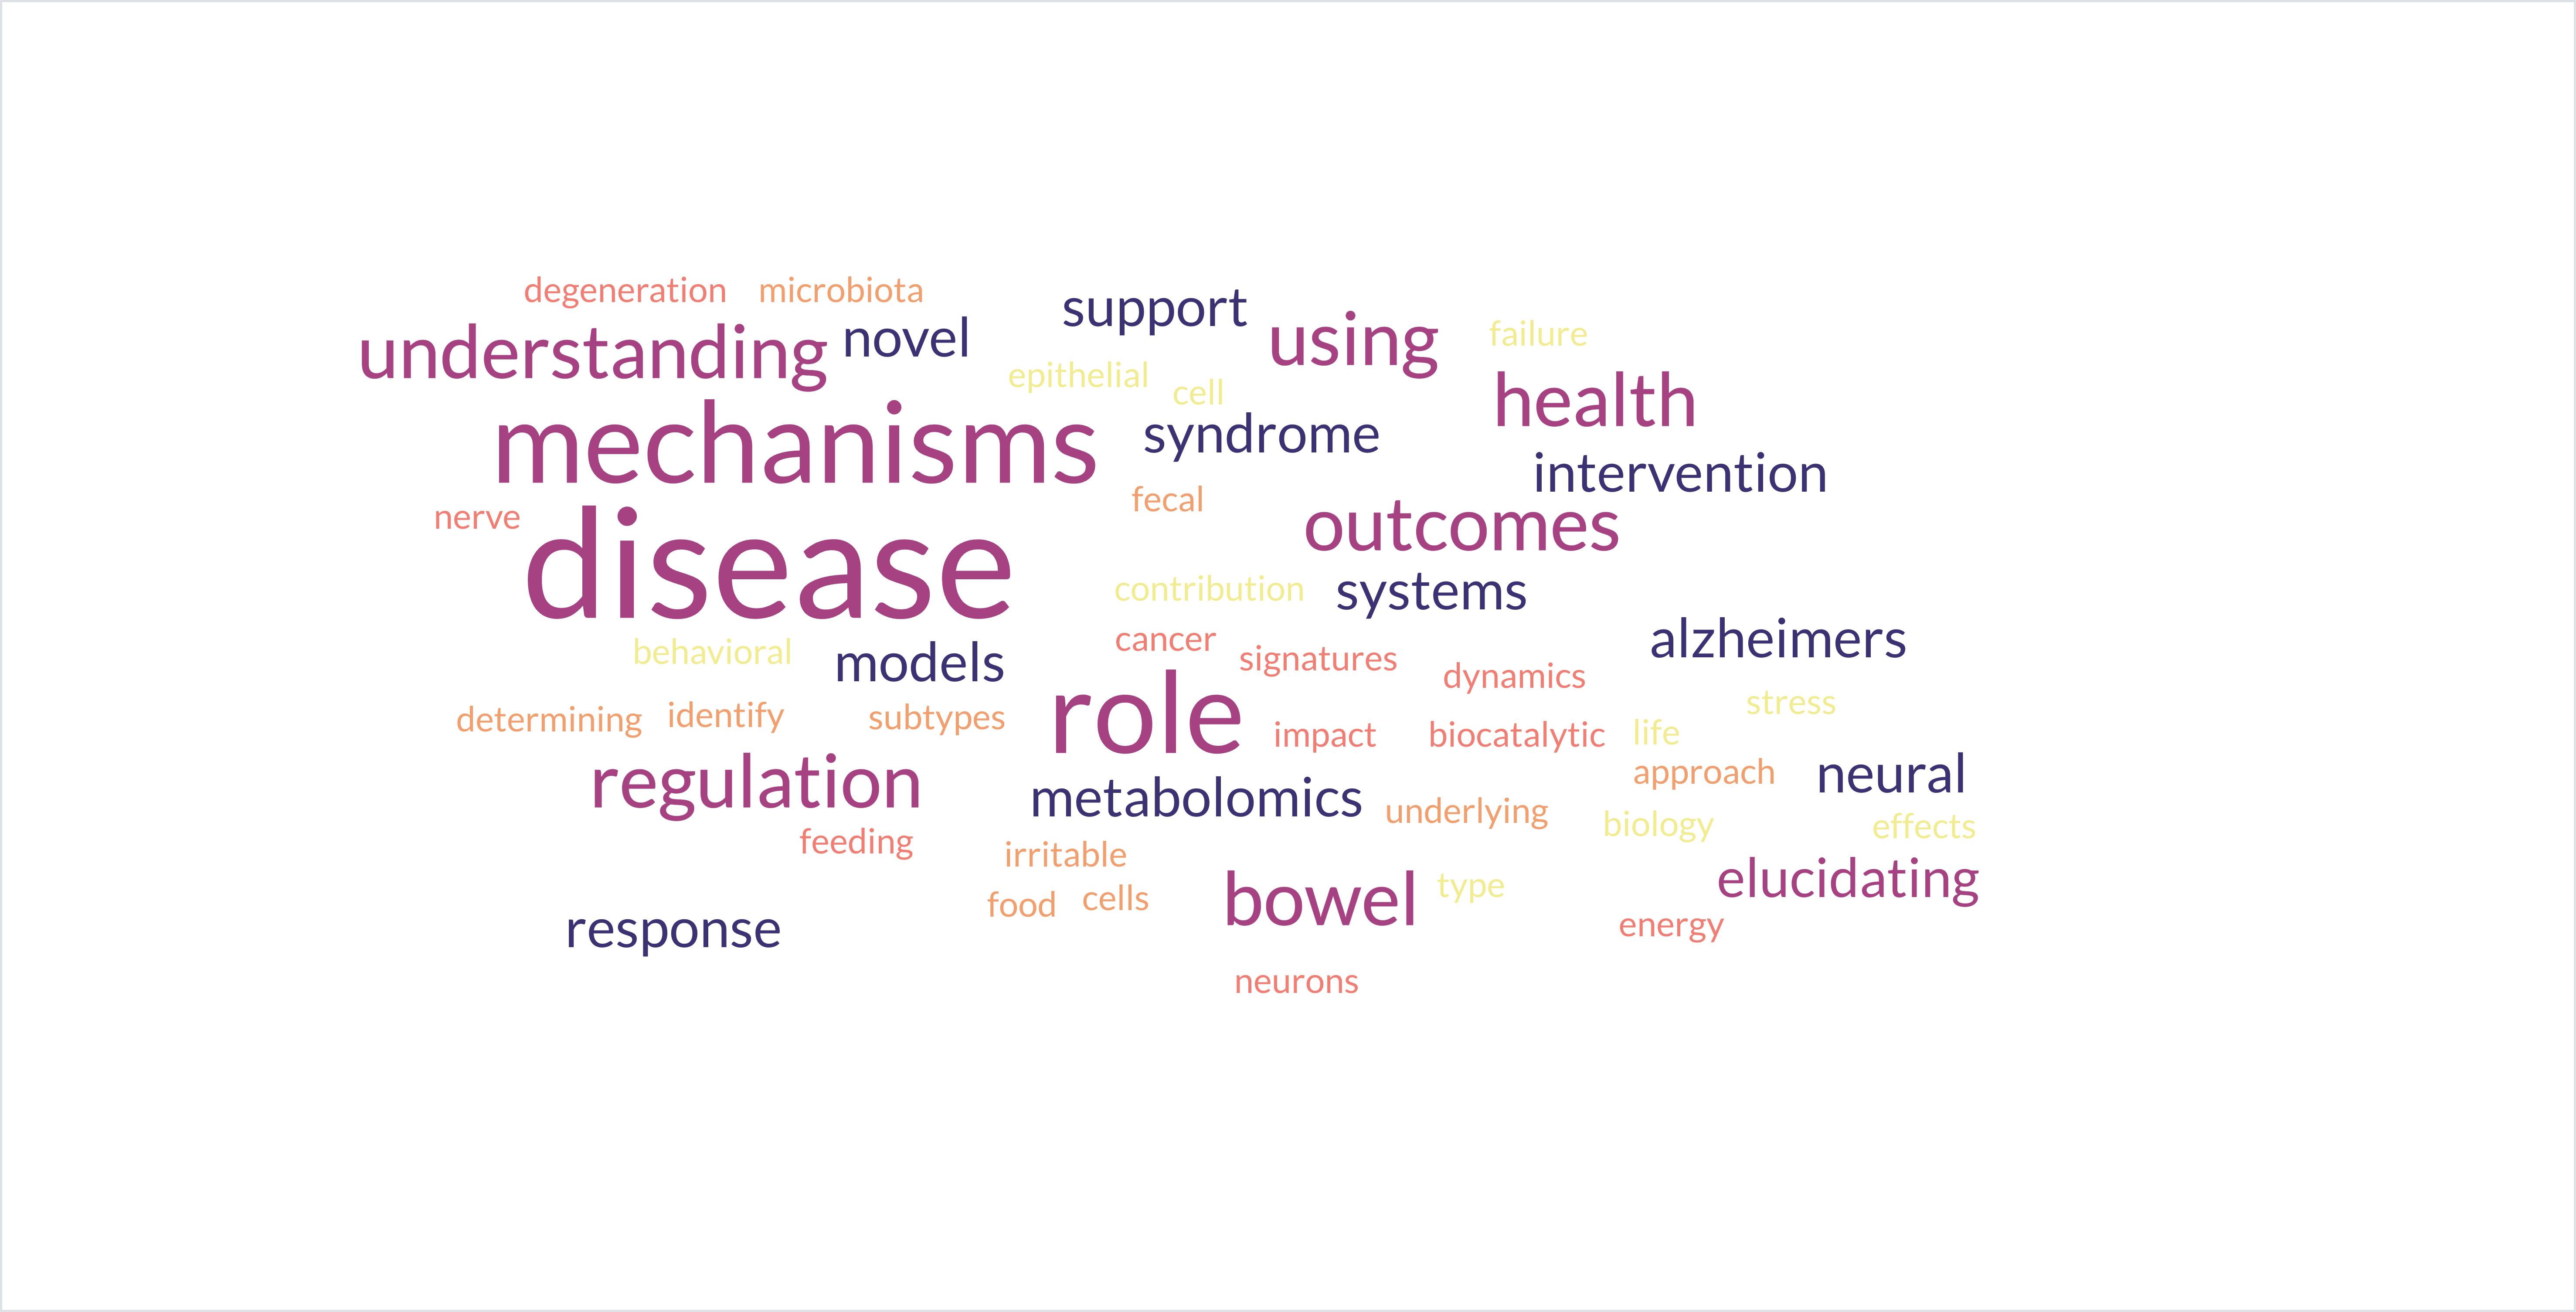 degeneration microbiota
support
understanding novel using failure
epithelial cell health
mechanisms syndrome intervention
nerve fecal outcomes
disease contribution systems
behavioral models cancer signatures dynamics alzheimers
determining identify subtypes role impact biocatalytic life stress
regulation metabolomics underlying approach neural
feeding irritable biology effects
food cells bowel type elucidating
response energy
neurons